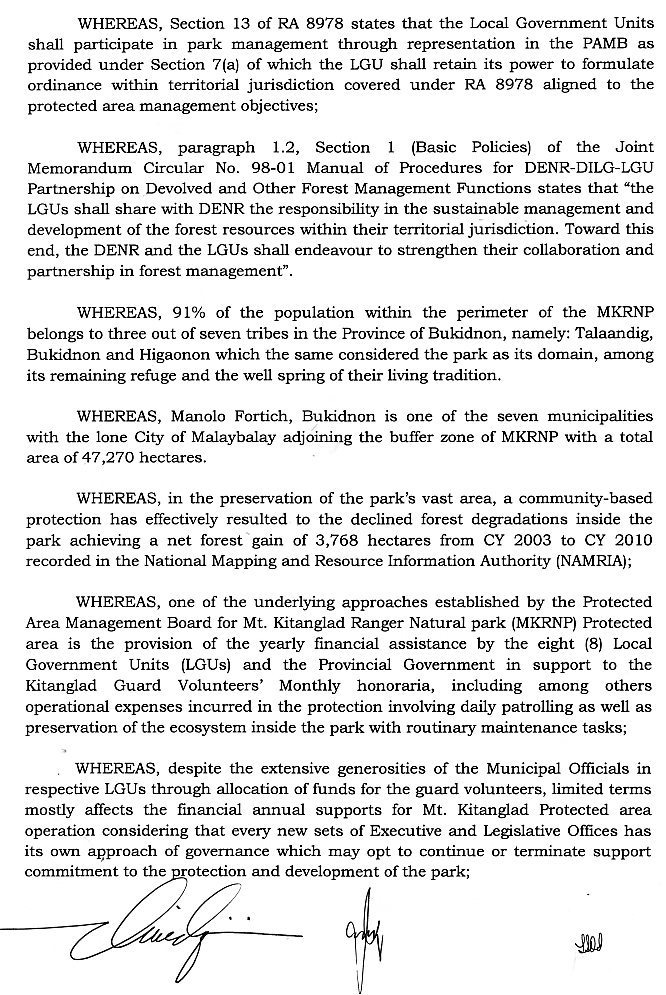 WHEREAS, Section 13 of RA 8978 states that the Local Government Units
shall participate in park management through representation in the PAMB as
provided under Section 7(a) of which the LGU shall retain its power to formulate
ordinance within territorial jurisdiction covered under RA 8978 aligned to the
protected area management objectives;
WHEREAS, paragraph 1.2, Section 1 (Basic Policies) of the Joint
Memorandum Circular No. 98-01 Manual of Procedures for DENR-DILG-LGU
Partnership on Devolved and Other Forest Management Functions states that “the
LGUs shall share with DENR the responsibility in the sustainable management and
development of the forest resources within their territorial jurisdiction. Toward this
end, the DENR and the LGUs shall endeavour to strengthen their collaboration and
partnership in forest management”.
WHEREAS, 91% of the population within the perimeter of the MKRNP
belongs to three out of seven tribes in the Province of Bukidnon, namely: Talaandig,
Bukidnon and Higaonon which the same considered the park as its domain, among
its remaining refuge and the well spring of their living tradition.
WHEREAS, Manolo Fortich, Bukidnon is one of the seven municipalities
with the lone City of Malaybalay adjoining the buffer zone of MKRNP with a total
area of 47,270 hectares.
WHEREAS, in the preservation of the park’s vast area, a community-based
protection has effectively resulted to the declined forest degradations inside the
park achieving a net forest gain of 3,768 hectares from CY 2003 to CY 2010
recorded in the National Mapping and Resource Information Authority (NAMRIA);
WHEREAS, one of the underlying approaches established by the Protected
Area Management Board for Mt. Kitanglad Ranger Natural park (MKRNP) Protected
area is the provision of the yearly financial assistance by the eight (8) Local
Government Units (LGUs) and the Provincial Government in support to the
Kitanglad Guard Volunteers’ Monthly honoraria, including among others
operational expenses incurred in the protection involving daily patrolling as well as
preservation of the ecosystem inside the park with routinary maintenance tasks;
WHEREAS, despite the extensive generosities of the Municipal Officials in
respective LGUs through allocation of funds for the guard volunteers, limited terms
mostly affects the financial annual supports for Mt. Kitanglad Protected area
operation considering that every new sets of Executive and Legislative Offices has
its own approach of governance which may opt to continue or terminate support
commitment to the protection and development of the park;